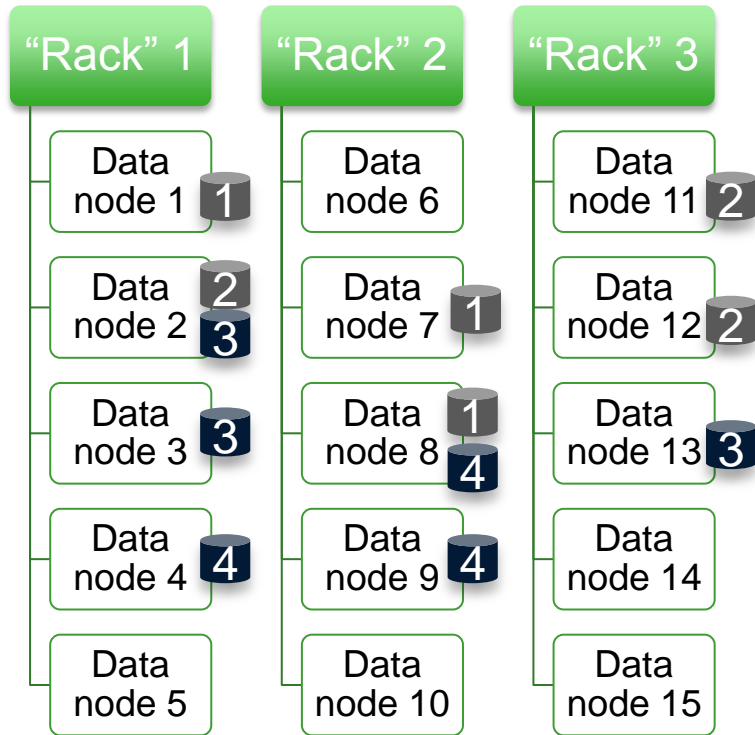 “Rack” 1
Data
node 1
1
Data
node 2
2
3
Data
node 3
3
Data
node 4
4
Data
node 5
“Rack” 2
Data
node 6
Data
node 7
1
Data
node 8
1
4
Data
node 9
4
Data
node 10
“Rack” 3
Data
node 11
2
Data
node 12
2
Data
node 13
3
Data
node 14
Data
node 15